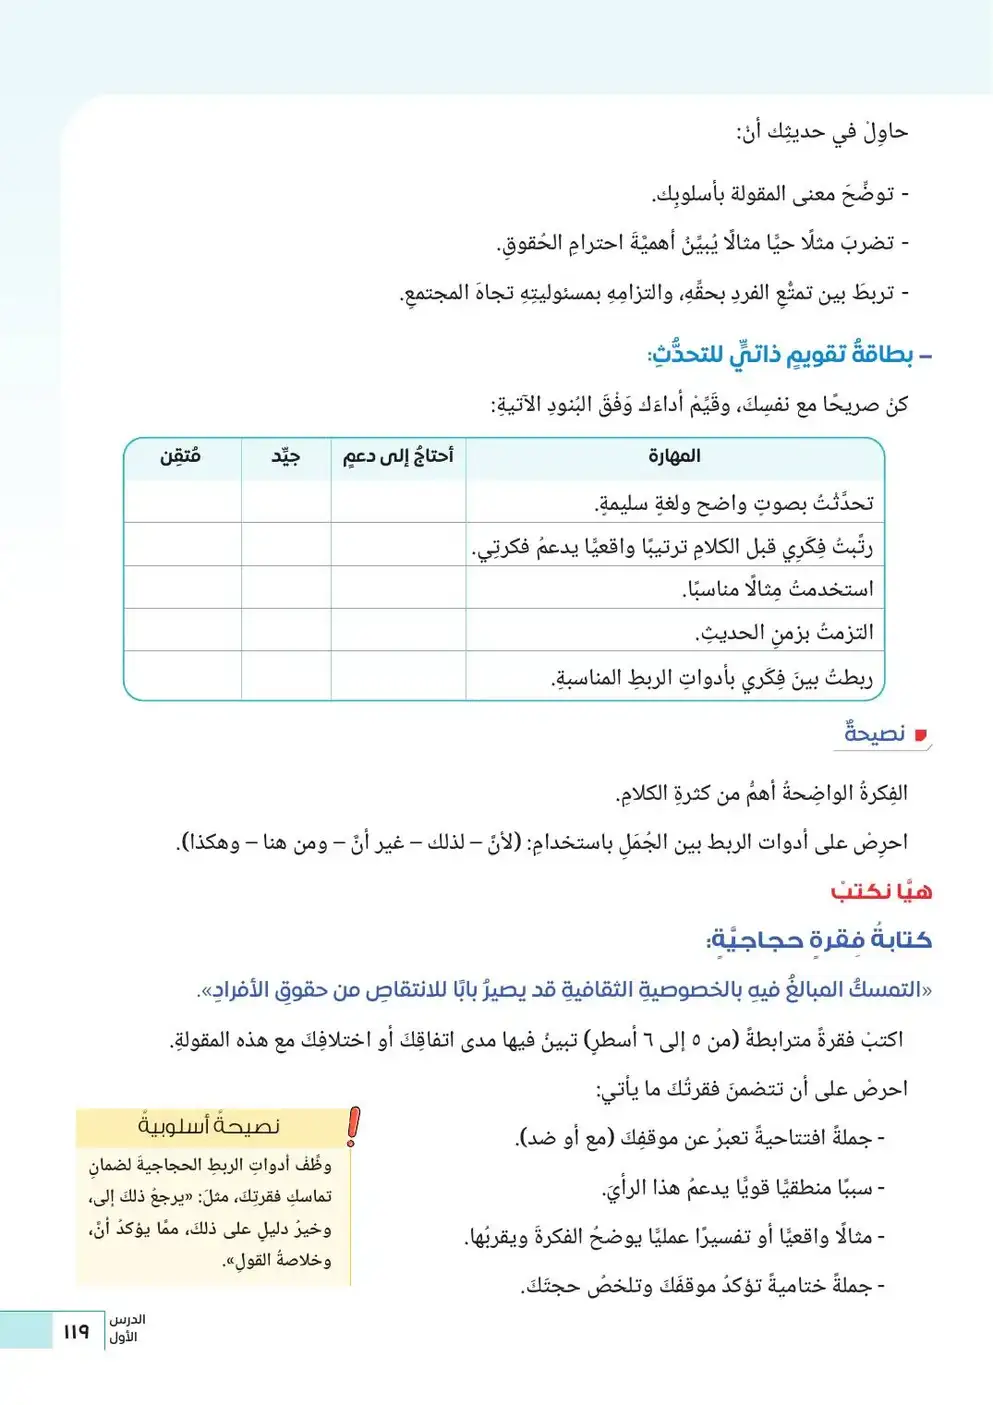 حاوِلْ في حديثِك أنْ:
- توضِّحَ معنى المقولة بأسلوبِك.
- تضربَ مثلًا حيًّا مثالًا يُبيِّنُ أهميَّةَ احترامِ الحُقوقِ.
- تربطَ بين تمتُّعِ الفردِ بحقِّهِ، والتزامِهِ بمسئوليتِهِ تجاهَ المجتمعِ.
– بطاقةُ تقويمٍ ذاتيٍّ للتحدُّثِ:
كنْ صريحًا مع نفسِكَ، وقَيِّمْ أداءَك وَفْقَ البُنودِ الآتيةِ:
المهارة أحتاجُ إلى دعمٍ جيِّد مُتقِن
تحدَّثْتُ بصوتٍ واضح ولغةٍ سليمةٍ.
رتَّبتُ فِكَرِي قبل الكلامِ ترتيبًا واقعيًّا يدعمُ فكرتِي.
استخدمتُ مِثالًا مناسبًا.
التزمتُ بزمنِ الحديثِ.
ربطتُ بينَ فِكَري بأدواتِ الربطِ المناسبةِ.
نصيحةٌ
الفِكرةُ الواضِحةُ أهمُّ من كثرةِ الكلامِ.
احرِصْ على أدوات الربط بين الجُمَلِ باستخدامِ: (لأنَّ – لذلك – غير أنَّ – ومن هنا – وهكذا).
هيَّا نكتبْ
كتابةُ فِقرةٍ حجاجيَّةٍ:
«التمسكُ المبالغُ فيهِ بالخصوصيةِ الثقافيةِ قد يصيرُ بابًا للانتقاصِ من حقوقِ الأفرادِ».
اكتبْ فقرةً مترابطةً (من ٥ إلى ٦ أسطرٍ) تبينُ فيها مدى اتفاقِكَ أو اختلافِكَ مع هذه المقولةِ.
احرصْ على أن تتضمنَ فقرتُكَ ما يأتي:
- جملةً افتتاحيةً تعبرُ عن موقفِكَ (مع أو ضد).
- سببًا منطقيًّا قويًّا يدعمُ هذا الرأيَ.
- مثالًا واقعيًّا أو تفسيرًا عمليًّا يوضحُ الفكرةَ ويقربُها.
- جملةً ختاميةً تؤكدُ موقفَكَ وتلخصُ حجتَكَ.
نصيحةً أسلوبيةً
!
وظِّفْ أدواتِ الربطِ الحجاجيةَ لضمانِ
تماسكِ فقرتِكَ، مثلَ: «يرجعُ ذلكَ إلى،
وخيرُ دليلٍ على ذلكَ، ممَّا يؤكدُ أنَّ،
وخلاصةُ القولِ».
الدرس
الأول
١١٩